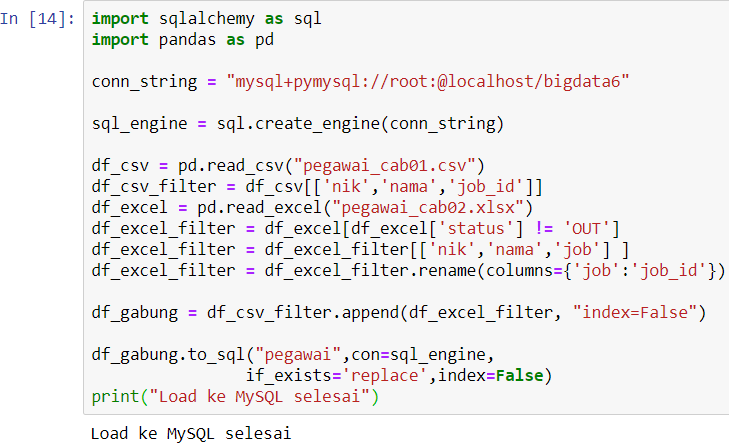 In [14]: import sqlalchemy as sql
import pandas as pd
conn_string = "mysql+pymysql://root:@localhost/bigdata6"
sql_engine = sql.create_engine(conn_string)
df_csv = pd.read_csv("pegawai_cab01.csv")
df_csv_filter = df_csv[['nik','nama','job_id']]
df_excel = pd.read_excel("pegawai_cab02.xlsx")
df_excel_filter = df_excel[df_excel['status'] != 'OUT']
df_excel_filter = df_excel_filter[['nik','nama','job'] ]
df_excel_filter = df_excel_filter.rename(columns={'job':'job_id'})
df_gabung = df_csv_filter.append(df_excel_filter, "index=False")
df_gabung.to_sql("pegawai",con=sql_engine,
if_exists='replace',index=False)
print("Load ke MySQL selesai")
Load ke MySQL selesai